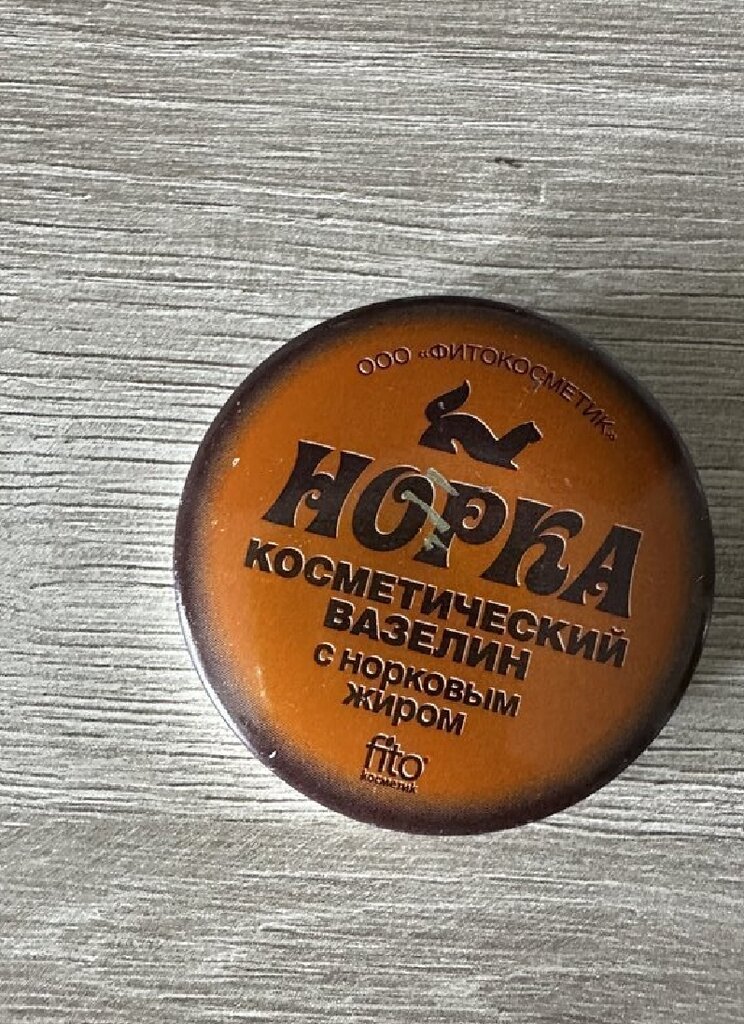 ООО «ФИТОКОСМЕТИК»
НОРКА
КОСМЕТИЧЕСКИЙ
ВАЗЕЛИН
С НОРКОВЫМ
ЖИРОМ
fito
косметик